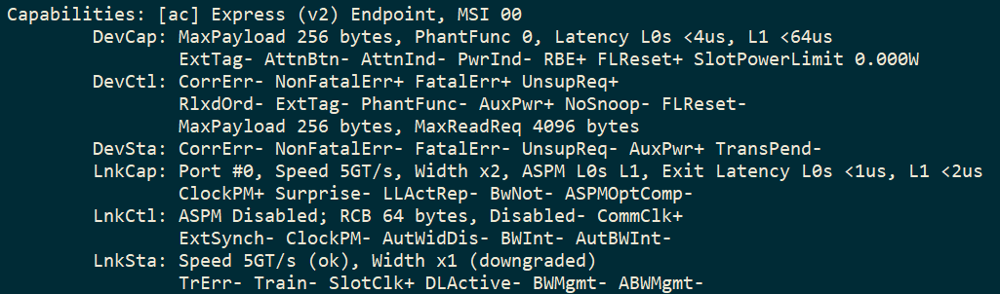 Capabilities: [ac] Express (v2) Endpoint, MSI 00
DevCap: MaxPayload 256 bytes, PhantFunc 0, Latency L0s <4us, L1 <64us
ExtTag- AttnBtn- AttnInd- PwrInd- RBE+ FLReset+ SlotPowerLimit 0.000W
DevCtl: CorrErr- NonFatalErr+ FatalErr+ UnsupReq+
RlxdOrd- ExtTag- PhantFunc- AuxPwr+ NoSnoop- FLReset-
MaxPayload 256 bytes, MaxReadReq 4096 bytes
DevSta: CorrErr- NonFatalErr- FatalErr- UnsupReq- AuxPwr+ TransPend-
LnkCap: Port #0, Speed 5GT/s, Width x2, ASPM L0s L1, Exit Latency L0s <1us, L1 <2us
ClockPM+ Surprise- LLActRep- BwNot- ASPMOptComp-
LnkCtl: ASPM Disabled; RCB 64 bytes, Disabled- CommClk+
ExtSynch- ClockPM- AutWidDis- BWInt- AutBWInt-
LnkSta: Speed 5GT/s (ok), Width x1 (downgraded)
TrErr- Train- SlotClk+ DLActive- BWMgmt- ABWMgmt-